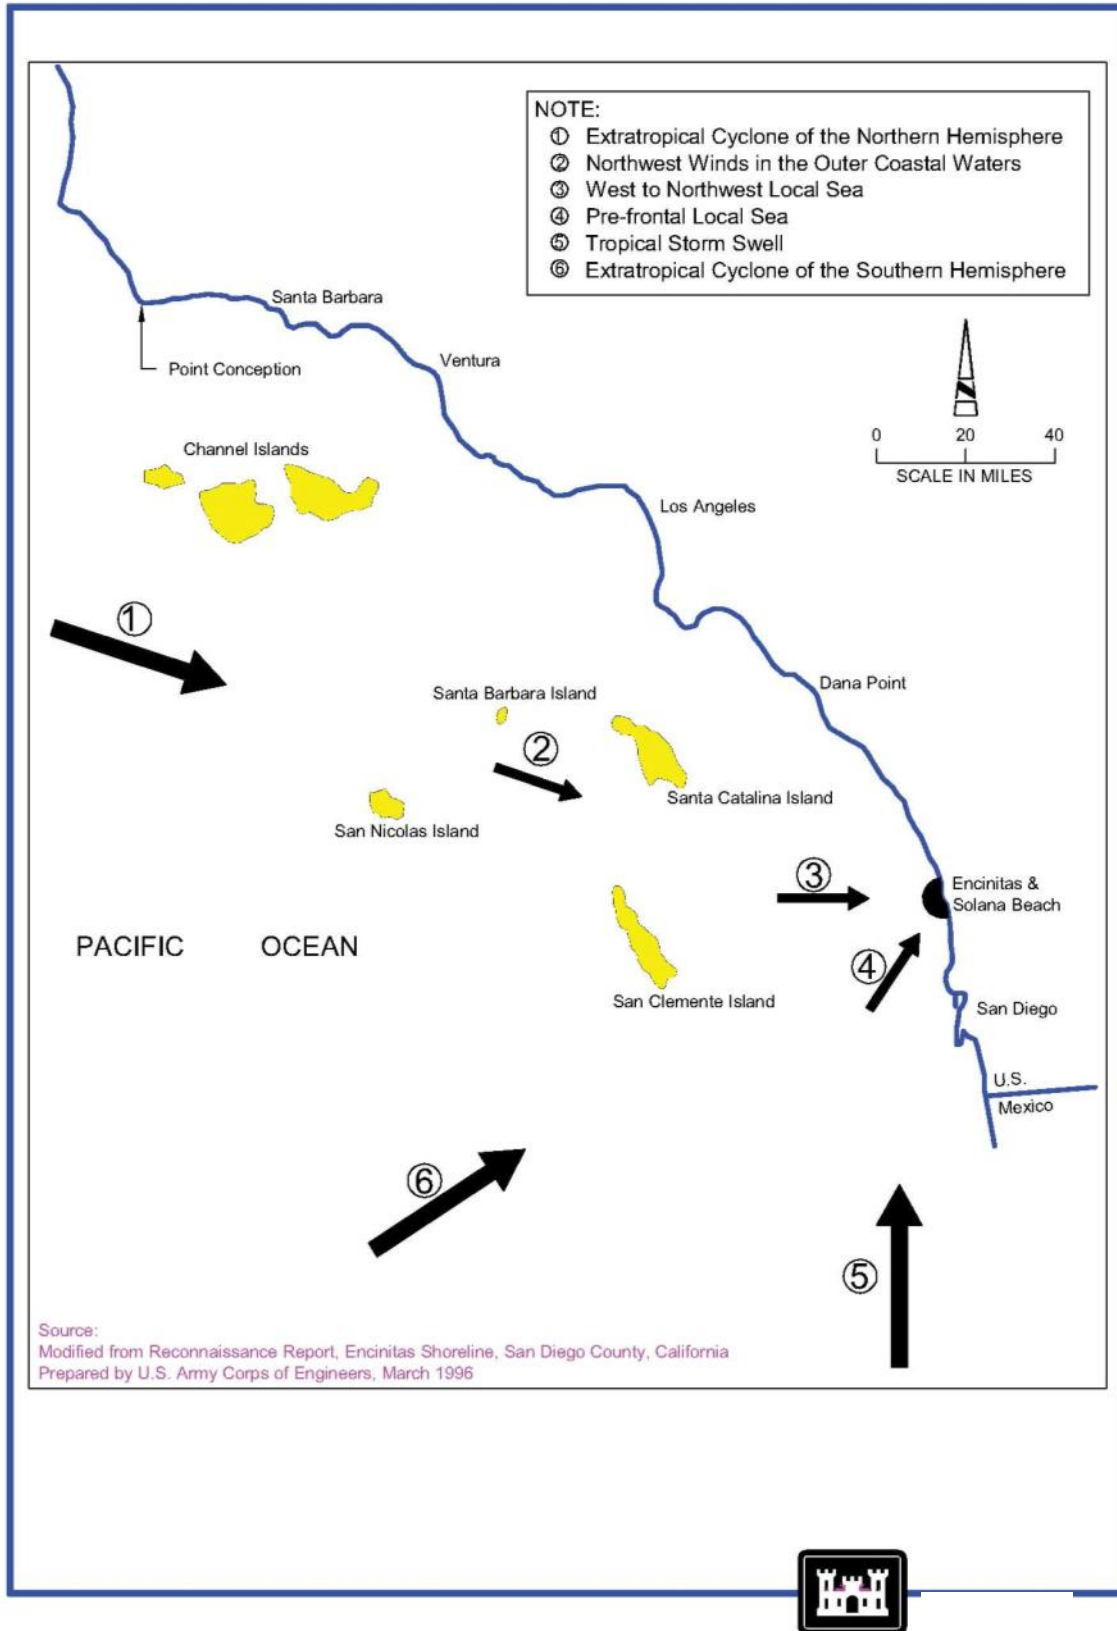 NOTE:
① Extratropical Cyclone of the Northern Hemisphere
② Northwest Winds in the Outer Coastal Waters
③ West to Northwest Local Sea
④ Pre-frontal Local Sea
⑤ Tropical Storm Swell
⑥ Extratropical Cyclone of the Southern Hemisphere
Santa Barbara
Point Conception
Ventura
0 20 40
SCALE IN MILES
Channel Islands
Los Angeles
①
Dana Point
Santa Barbara Island
②
Santa Catalina Island
San Nicolas Island
③
Encinitas &
Solana Beach
PACIFIC OCEAN
④
San Clemente Island
San Diego
U.S.
Mexico
⑥
⑤
Source:
Modified from Reconnaissance Report, Encinitas Shoreline, San Diego County, California
Prepared by U.S. Army Corps of Engineers, March 1996